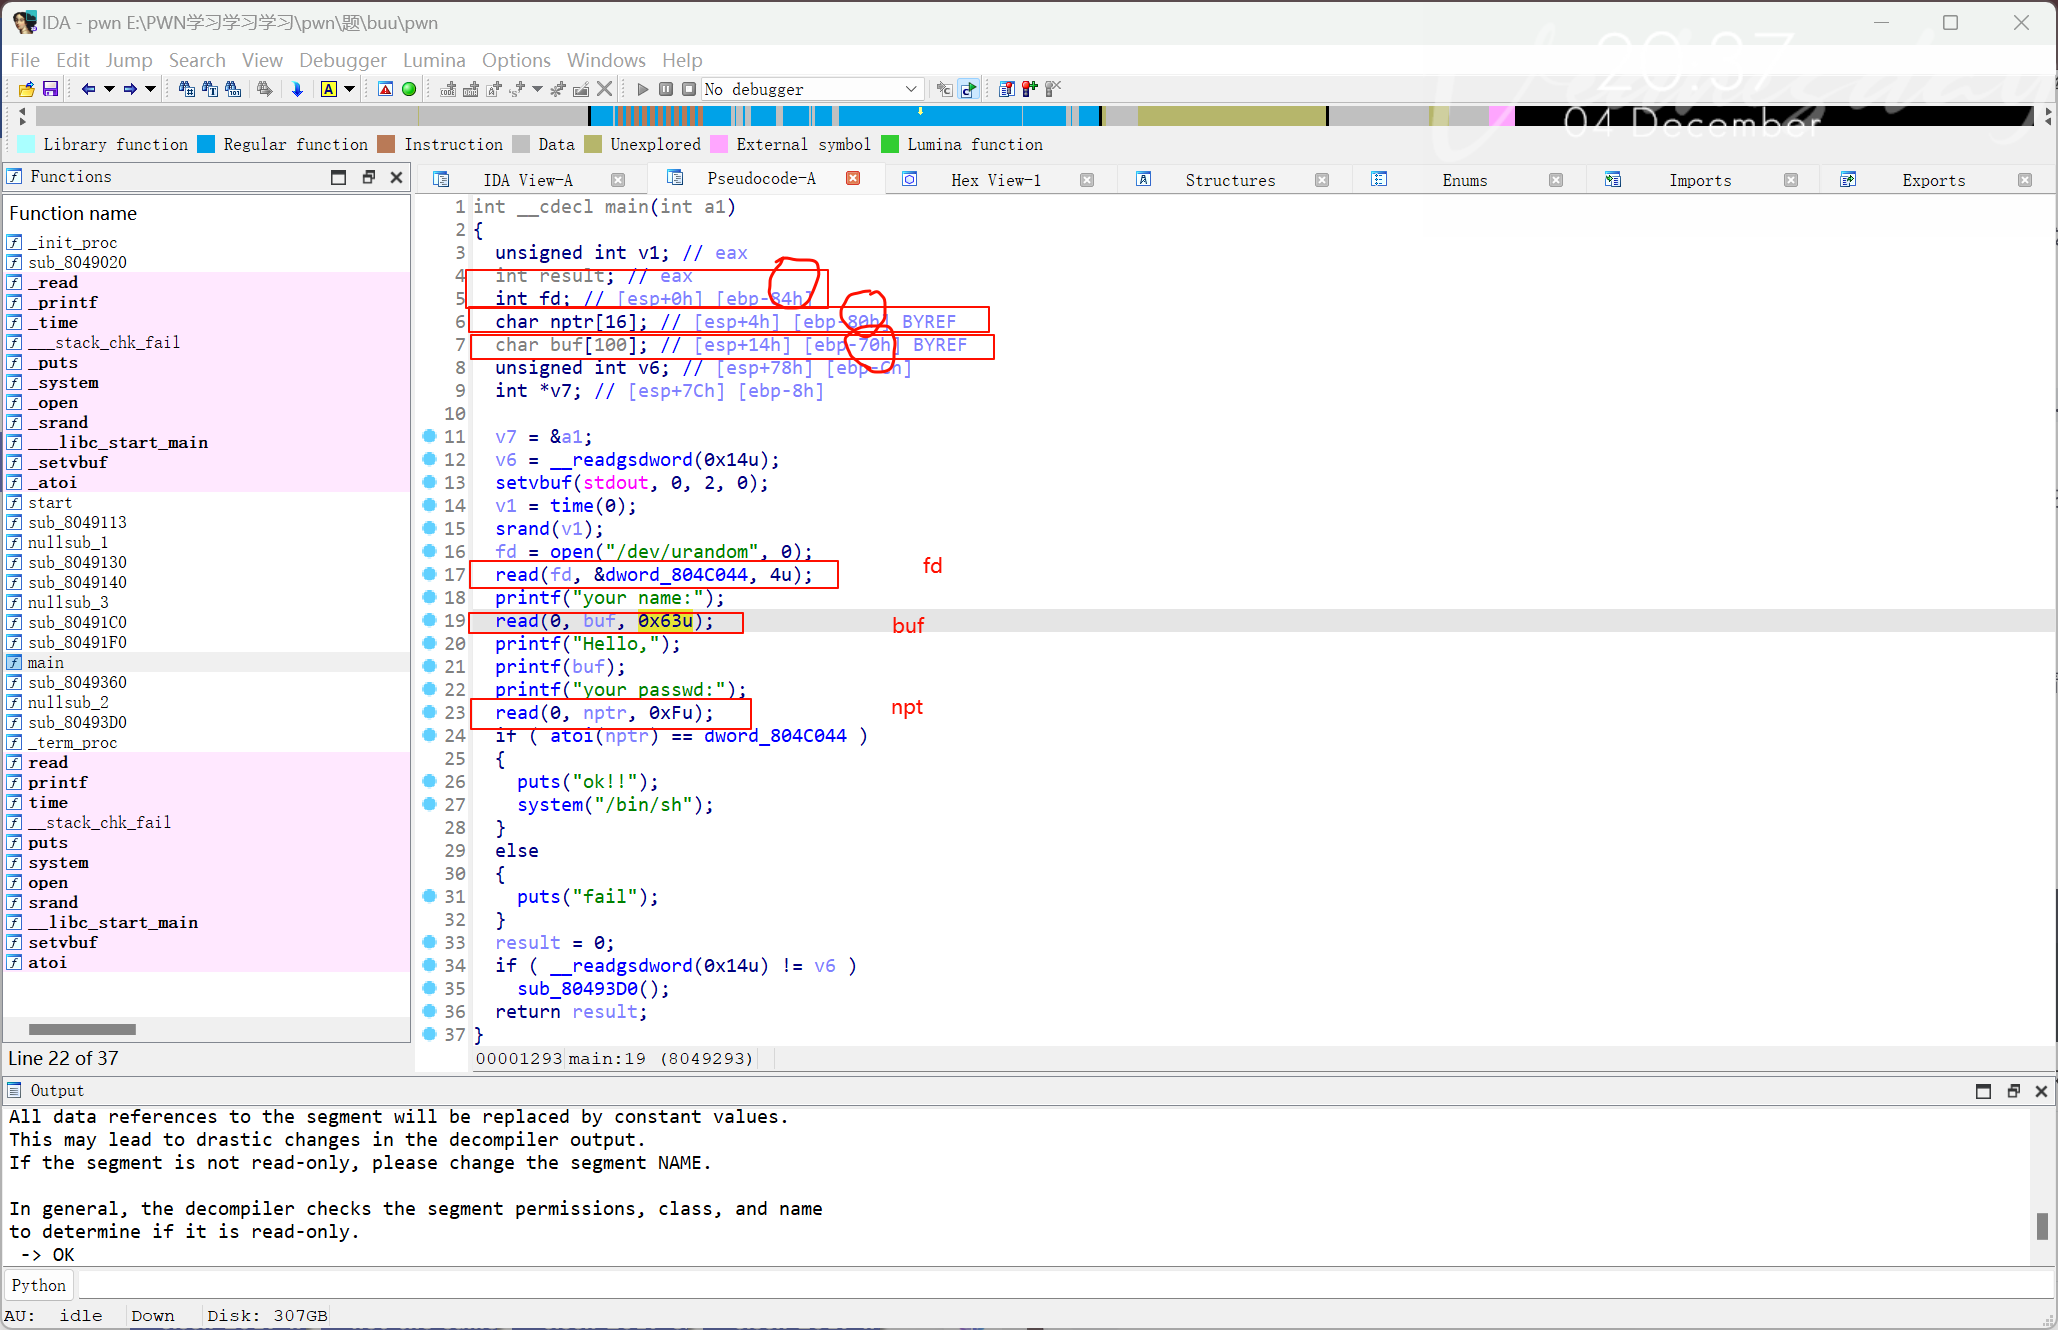 IDA - pwn E:\PWN学习学习学习\pwn\题\buu\pwn
20:37
04 December
File Edit Jump Search View Debugger Lumina Options Windows Help
No debugger
Library function Regular function Instruction Data Unexplored External symbol Lumina function
Functions
IDA View-A Pseudocode-A Hex View-1 Structures Enums Imports Exports
Function name
_init_proc
sub_8049020
_read
_printf
_time
___stack_chk_fail
_puts
_system
_open
_srand
___libc_start_main
_setvbuf
_atoi
start
sub_8049113
nullsub_1
sub_8049130
sub_8049140
nullsub_3
sub_80491C0
sub_80491F0
main
sub_8049360
nullsub_2
sub_80493D0
_term_proc
read
printf
time
__stack_chk_fail
puts
system
open
srand
__libc_start_main
setvbuf
atoi
Line 22 of 37
1 int __cdecl main(int a1)
2 {
3 unsigned int v1; // eax
4 int result; // eax
5 int fd; // [esp+0h] [ebp-84h]
6 char nptr[16]; // [esp+4h] [ebp-80h] BYREF
7 char buf[100]; // [esp+14h] [ebp-70h] BYREF
8 unsigned int v6; // [esp+78h] [ebp-Ch]
9 int *v7; // [esp+7Ch] [ebp-8h]
10
11 v7 = &a1;
12 v6 = __readgsdword(0x14u);
13 setvbuf(stdout, 0, 2, 0);
14 v1 = time(0);
15 srand(v1);
16 fd = open("/dev/urandom", 0);
17 read(fd, &dword_804C044, 4u); fd
18 printf("your name:");
19 read(0, buf, 0x63u); buf
20 printf("Hello,");
21 printf(buf);
22 printf("your passwd:");
23 read(0, nptr, 0xFu); npt
24 if ( atoi(nptr) == dword_804C044 )
25 {
26 puts("ok!!");
27 system("/bin/sh");
28 }
29 else
30 {
31 puts("fail");
32 }
33 result = 0;
34 if ( __readgsdword(0x14u) != v6 )
35 sub_80493D0();
36 return result;
37 }
00001293 main:19 (8049293)
Output
All data references to the segment will be replaced by constant values.
This may lead to drastic changes in the decompiler output.
If the segment is not read-only, please change the segment NAME.
In general, the decompiler checks the segment permissions, class, and name
to determine if it is read-only.
-> OK
Python
AU: idle Down Disk: 307GB